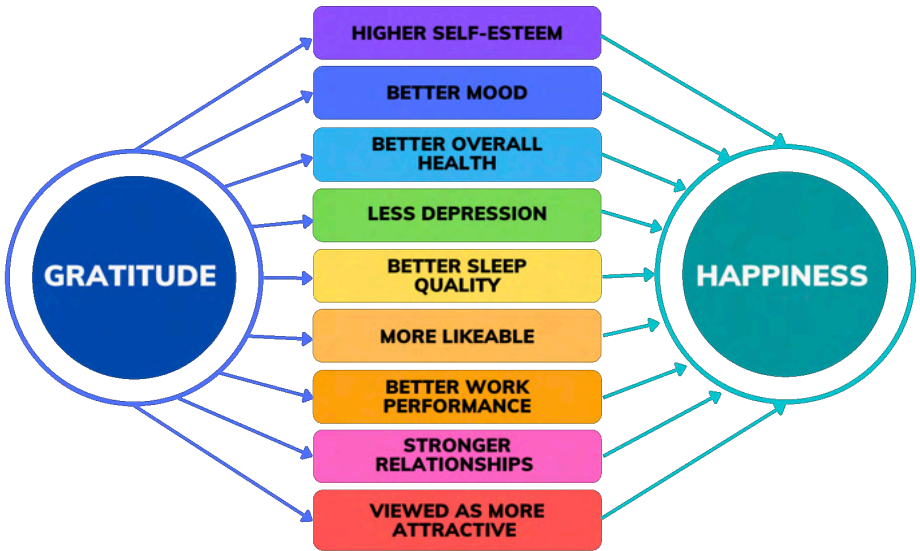 HIGHER SELF-ESTEEM
BETTER MOOD
BETTER OVERALL
HEALTH
LESS DEPRESSION
GRATITUDE
BETTER SLEEP
QUALITY
HAPPINESS
MORE LIKEABLE
BETTER WORK
PERFORMANCE
STRONGER
RELATIONSHIPS
VIEWED AS MORE
ATTRACTIVE